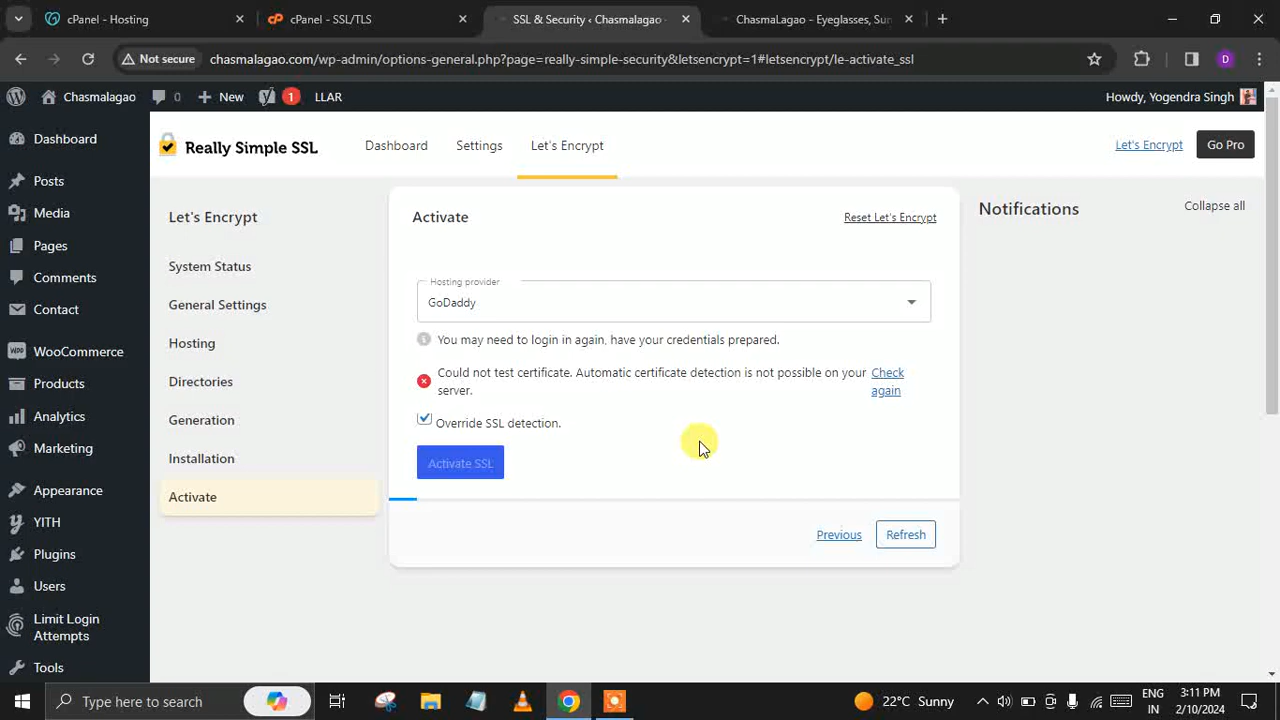 cPanel - Hosting
cPanel - SSL/TLS
SSL & Security ‹ Chasmalagao
ChasmaLagao - Eyeglasses, Sun
Not secure
chasmalagao.com/wp-admin/options-general.php?page=really-simple-security&letsencrypt=1#letsencrypt/le-activate_ssl
D
Chasmalagao
0
New
1
LLAR
Howdy, Yogendra Singh
Dashboard
Posts
Media
Pages
Comments
Contact
WooCommerce
Products
Analytics
Marketing
Appearance
YITH
Plugins
Users
Limit Login
Attempts
Tools
Really Simple SSL
Dashboard
Settings
Let's Encrypt
Let's Encrypt
Go Pro
Let's Encrypt
System Status
General Settings
Hosting
Directories
Generation
Installation
Activate
Activate
Reset Let's Encrypt
Hosting provider
GoDaddy
You may need to login in again, have your credentials prepared.
Could not test certificate. Automatic certificate detection is not possible on your
server.
Check
again
Override SSL detection.
Activate SSL
Previous
Refresh
Notifications
Collapse all
Type here to search
22°C Sunny
ENG
IN
3:11 PM
2/10/2024